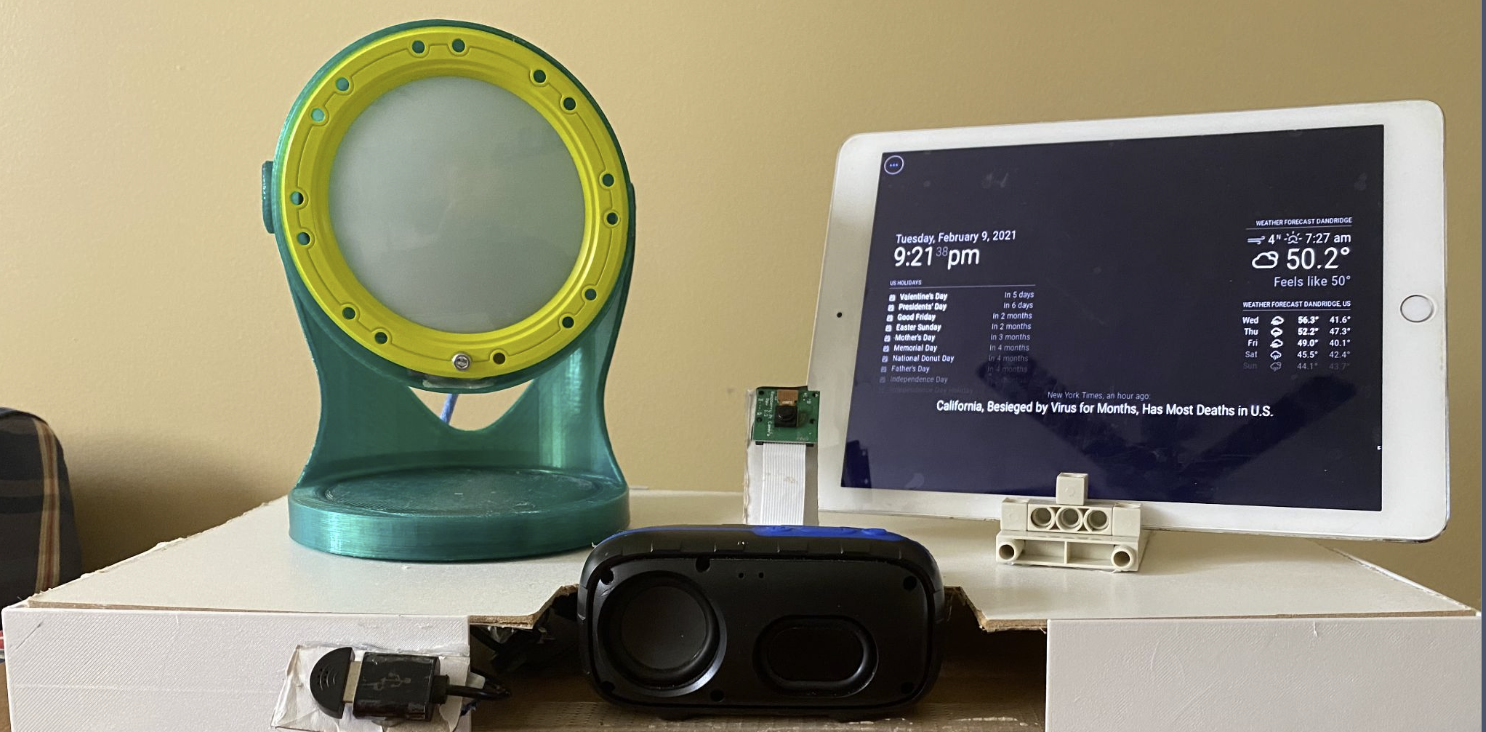 Tuesday, February 9, 2021
9:21 38 pm
US HOLIDAYS
Valentine's Day In 5 days
Presidents' Day In 6 days
Good Friday In 2 months
Easter Sunday In 2 months
Mother's Day In 3 months
Memorial Day In 4 months
National Donut Day In 4 months
Father's Day In 4 months
Independence Day
WEATHER FORECAST DANDRIDGE
4 N 7:27 am
50.2°
Feels like 50°
WEATHER FORECAST DANDRIDGE, US
Wed 56.3° 41.6°
Thu 52.2° 47.3°
Fri 49.0° 40.1°
Sat 45.5° 42.4°
Sun 44.1° 43.7°
New York Times, an hour ago:
California, Besieged by Virus for Months, Has Most Deaths in U.S.